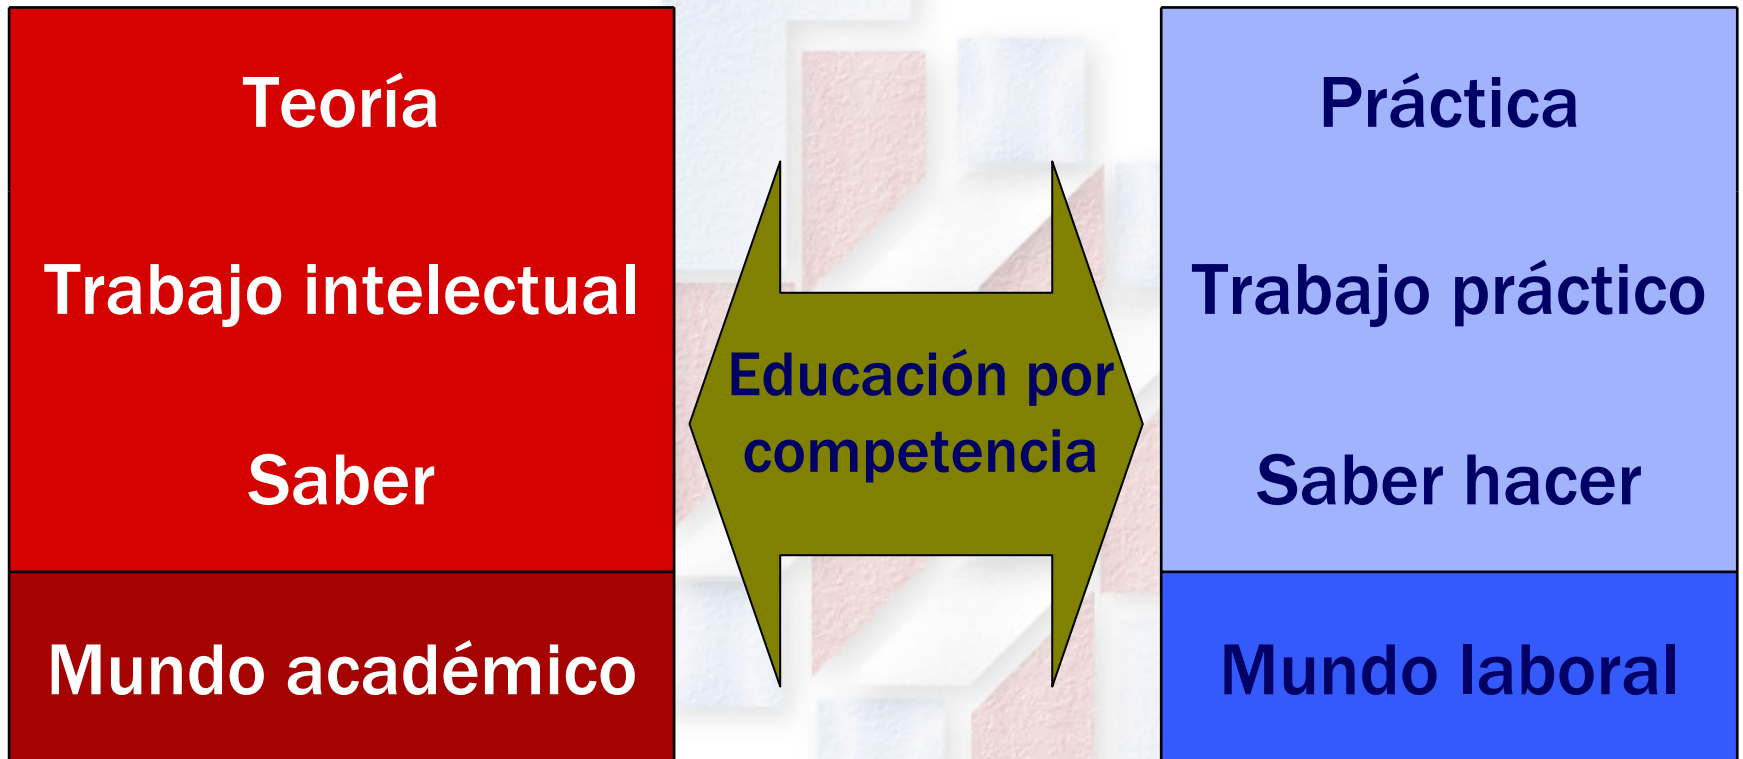 Teoría
Trabajo intelectual
Saber
Mundo académico
Educación por
competencia
Práctica
Trabajo práctico
Saber hacer
Mundo laboral